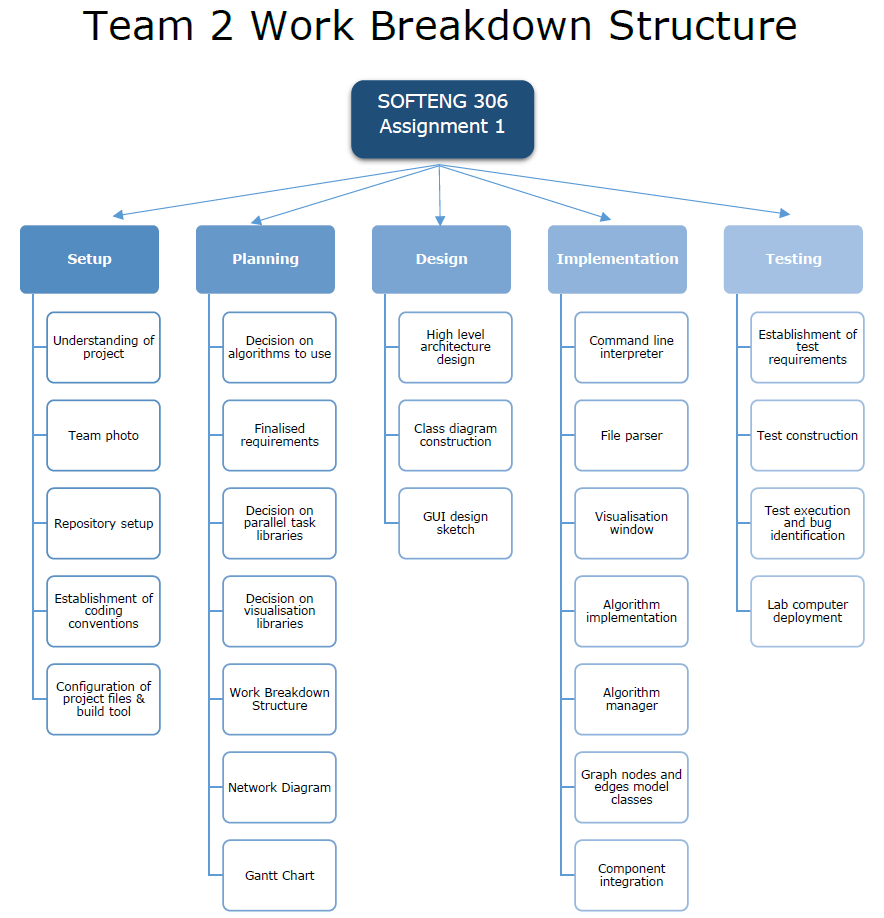 Team 2 Work Breakdown Structure
SOFTENG 306
Assignment 1
Setup
Understanding of
project
Team photo
Repository setup
Establishment of
coding
conventions
Configuration of
project files &
build tool
Planning
Decision on
algorithms to use
Finalised
requirements
Decision on
parallel task
libraries
Decision on
visualisation
libraries
Work Breakdown
Structure
Network Diagram
Gantt Chart
Design
High level
architecture
design
Class diagram
construction
GUI design
sketch
Implementation
Command line
interpreter
File parser
Visualisation
window
Algorithm
implementation
Algorithm
manager
Graph nodes and
edges model
classes
Component
integration
Testing
Establishment of
test
requirements
Test construction
Test execution
and bug
identification
Lab computer
deployment